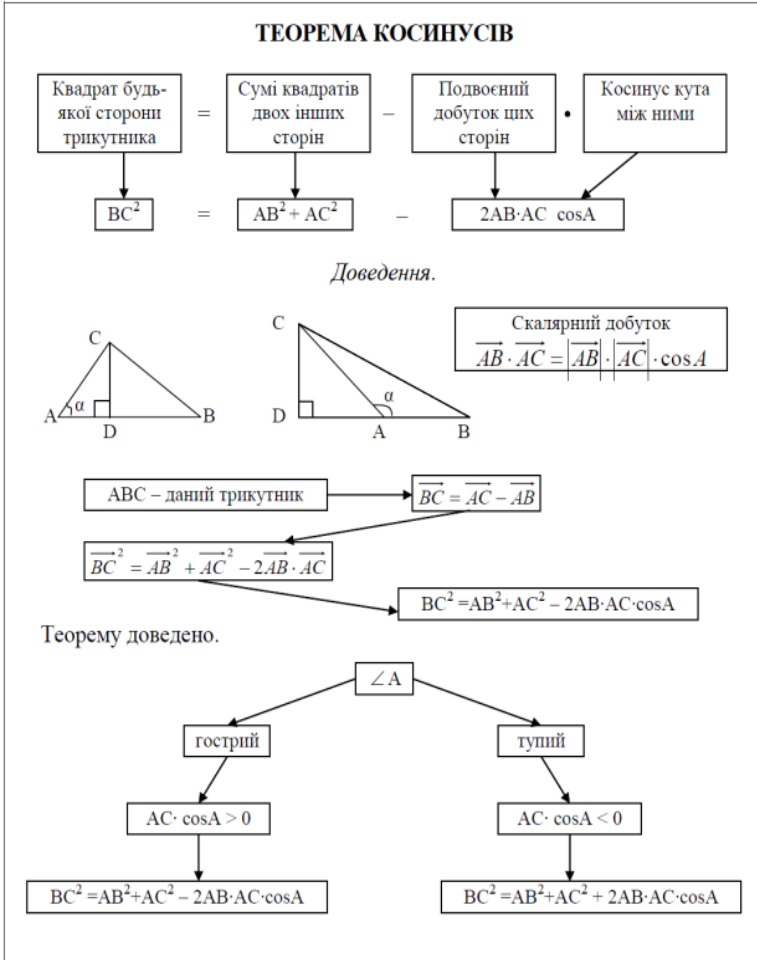 ТЕОРЕМА КОСИНУСІВ
Квадрат будь-
якої сторони
трикутника
=
Сумі квадратів
двох інших
сторін
–
Подвоєний
добуток цих
сторін
•
Косинус кута
між ними
BC² = AB² + AC² – 2AB·AC cosA
Доведення.
C
A α D B
C
D A α B
Скалярний добуток
AB · AC = |AB| · |AC| · cos A
ABC – даний трикутник
BC = AC – AB
BC² = AB² + AC² – 2AB · AC
BC² =AB²+AC² – 2AB·AC·cosA
Теорему доведено.
∠A
гострий
тупий
AC· cosA > 0
AC· cosA < 0
BC² =AB²+AC² – 2AB·AC·cosA
BC² =AB²+AC² + 2AB·AC·cosA